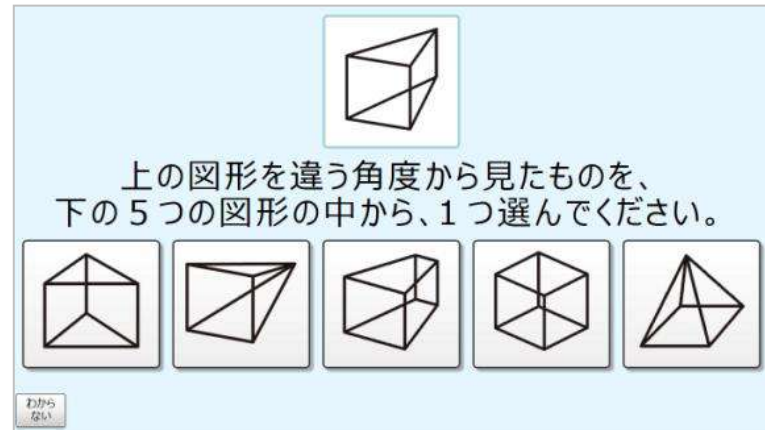 上の図形を違う角度から見たものを、
下の５つの図形の中から、１つ選んでください。
わから
ない